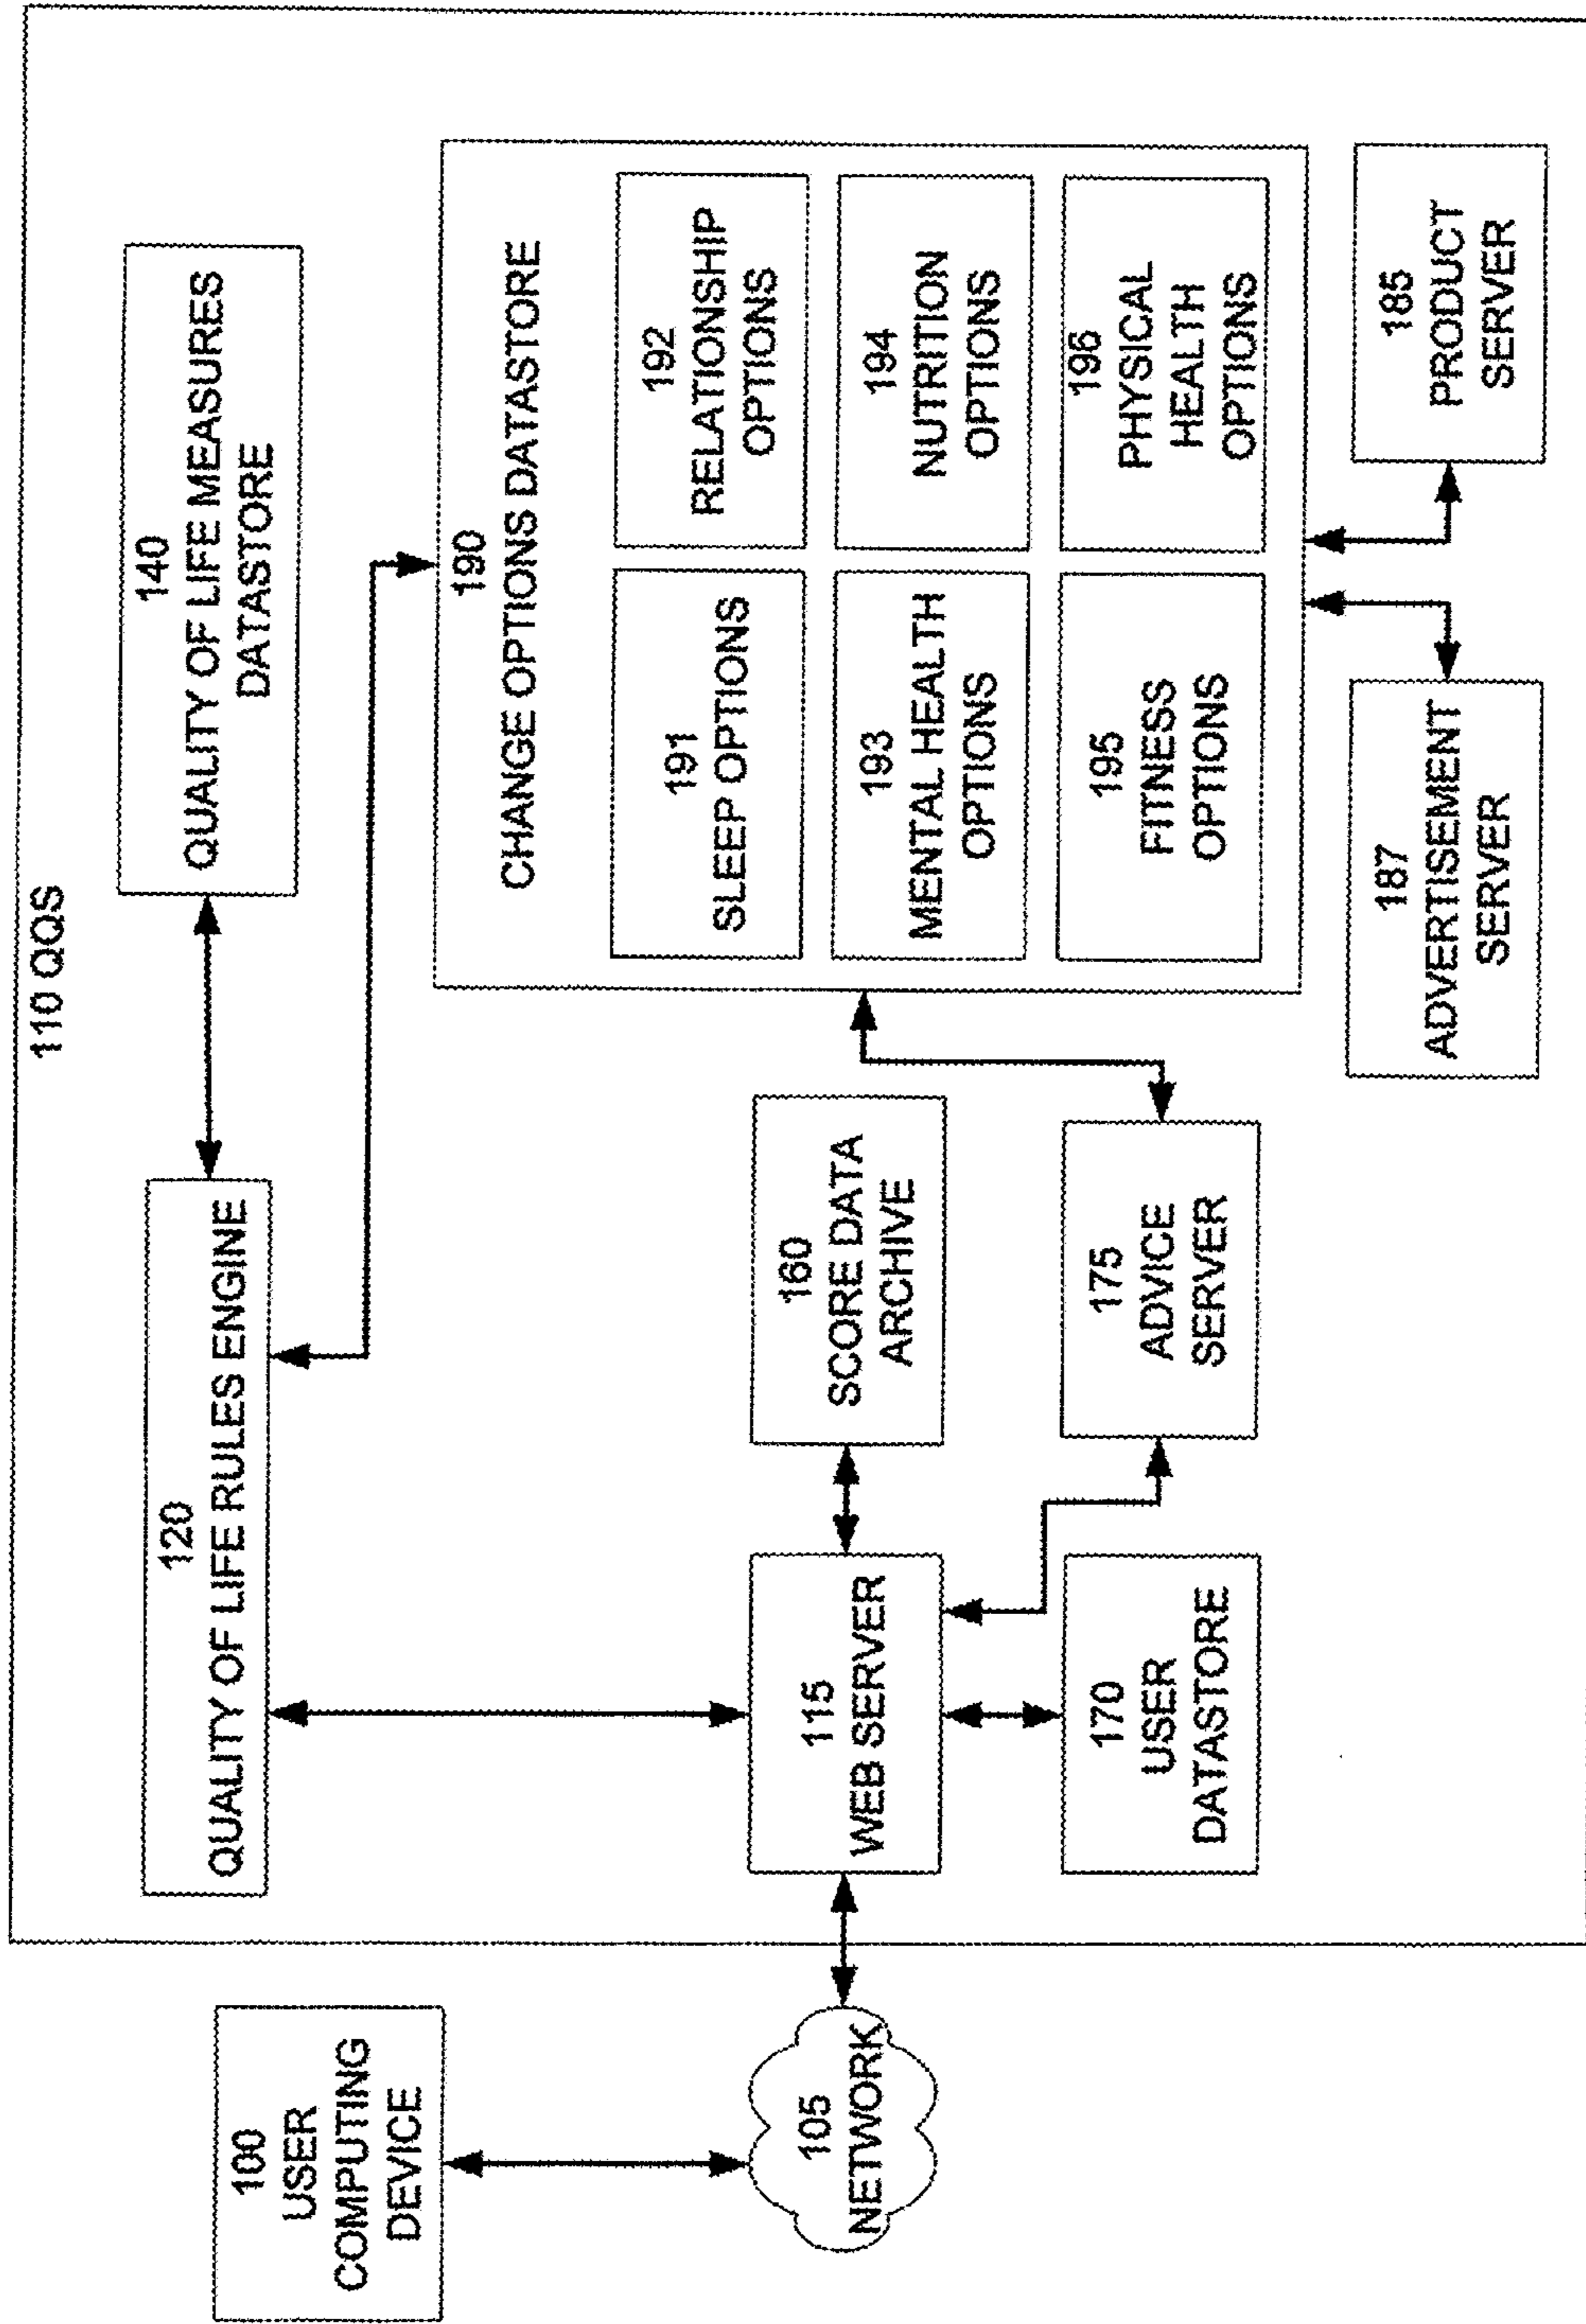 110 QQS
100
USER
COMPUTING
DEVICE
105
NETWORK
120
QUALITY OF LIFE RULES ENGINE
140
QUALITY OF LIFE MEASURES
DATASTORE
115
WEB SERVER
160
SCORE DATA
ARCHIVE
170
USER
DATASTORE
175
ADVICE
SERVER
190
CHANGE OPTIONS DATASTORE
191
SLEEP OPTIONS
192
RELATIONSHIP
OPTIONS
193
MENTAL HEALTH
OPTIONS
194
NUTRITION
OPTIONS
195
FITNESS
OPTIONS
196
PHYSICAL
HEALTH
OPTIONS
187
ADVERTISEMENT
SERVER
185
PRODUCT
SERVER